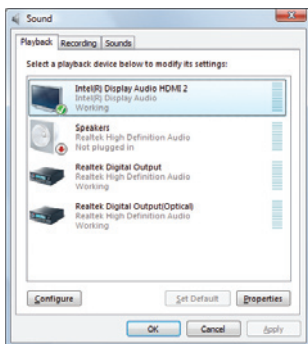 Sound
Playback Recording Sounds
Select a playback device below to modify its settings:
Intel(R) Display Audio HDMI 2
Intel(R) Display Audio
Working
Speakers
Realtek High Definition Audio
Not plugged in
Realtek Digital Output
Realtek High Definition Audio
Working
Realtek Digital Output(Optical)
Realtek High Definition Audio
Working
Configure Set Default Properties
OK Cancel Apply